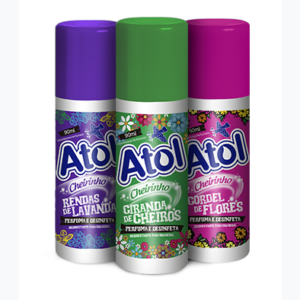 90ml
Atol
Cheirinho
RENDAS
DE LAVANDA
PERFUMA E DESINFETA
90ml
Atol
Cheirinho
CIRANDA
DE CHEIROS
PERFUMA E DESINFETA
90ml
Atol
Cheirinho
CORDEL
DE FLORES
PERFUMA E DESINFETA